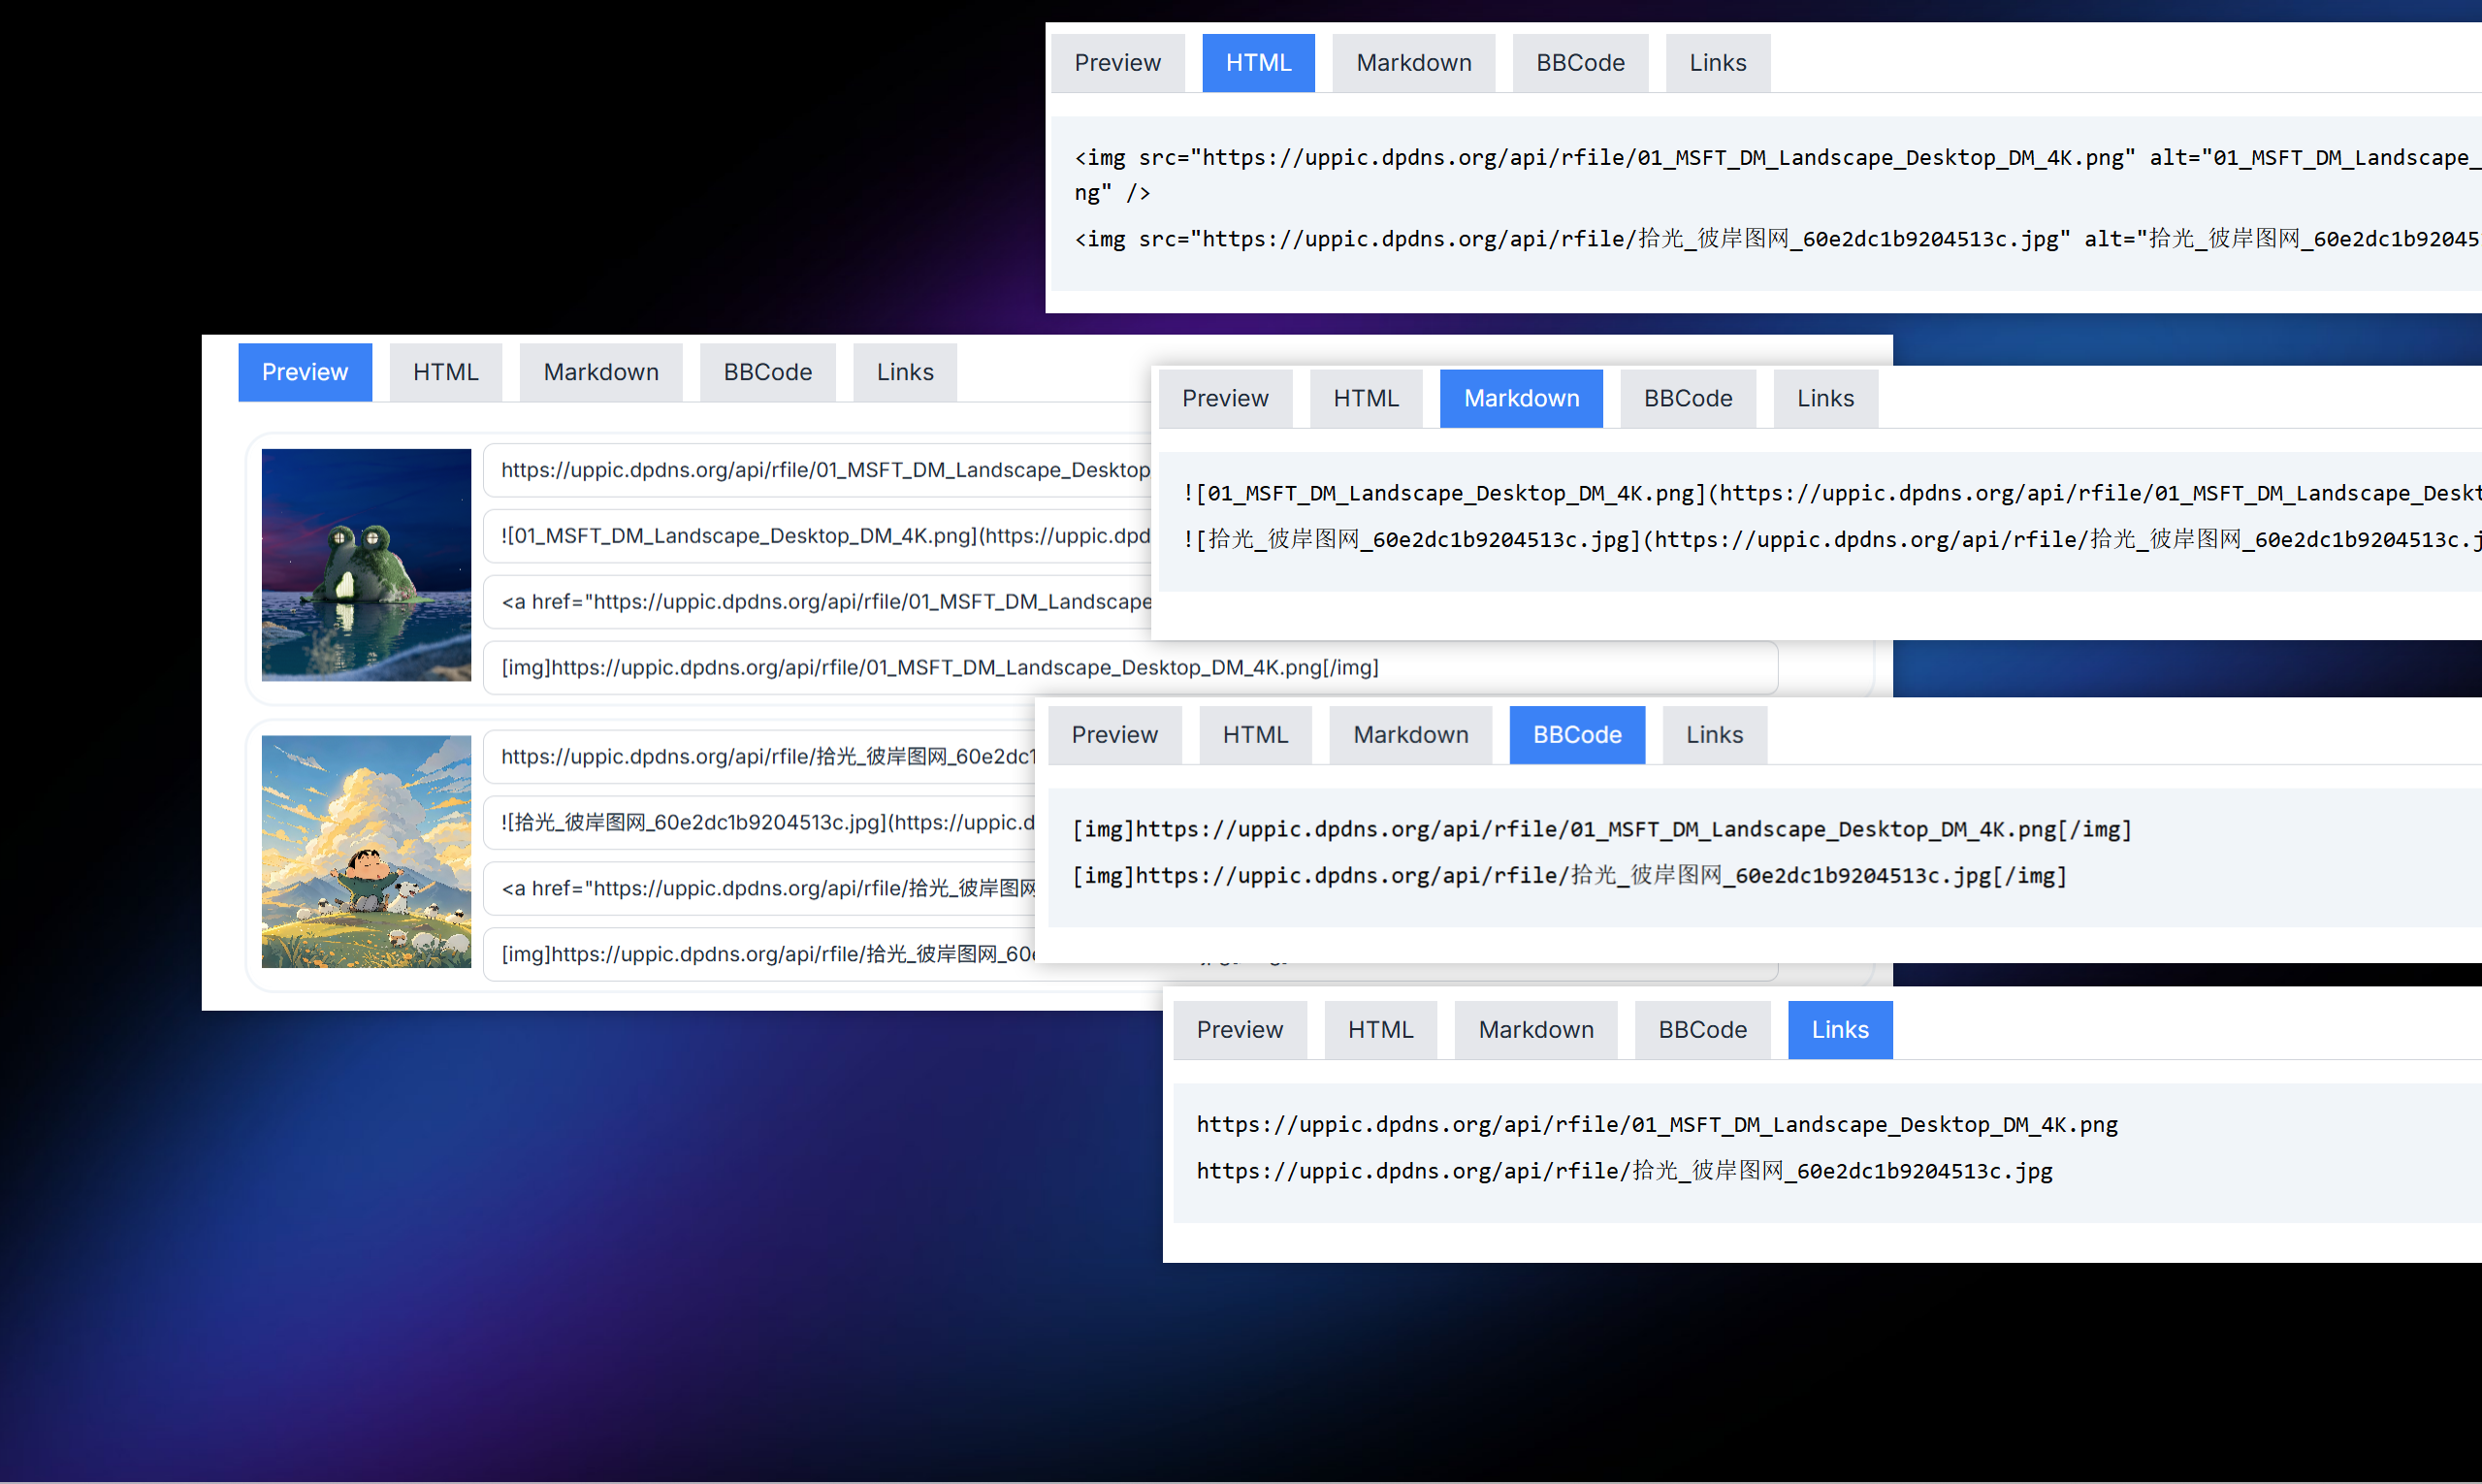 Preview HTML Markdown BBCode Links
<img src="https://uppic.dpdns.org/api/rfile/01_MSFT_DM_Landscape_Desktop_DM_4K.png" alt="01_MSFT_DM_Landscape_
ng" />
<img src="https://uppic.dpdns.org/api/rfile/拾光_彼岸图网_60e2dc1b9204513c.jpg" alt="拾光_彼岸图网_60e2dc1b92045
Preview HTML Markdown BBCode Links
https://uppic.dpdns.org/api/rfile/01_MSFT_DM_Landscape_Desktop
![01_MSFT_DM_Landscape_Desktop_DM_4K.png](https://uppic.dpd
<a href="https://uppic.dpdns.org/api/rfile/01_MSFT_DM_Landscape
[img]https://uppic.dpdns.org/api/rfile/01_MSFT_DM_Landscape_Desktop_DM_4K.png[/img]
https://uppic.dpdns.org/api/rfile/拾光_彼岸图网_60e2dc1
![拾光_彼岸图网_60e2dc1b9204513c.jpg](https://uppic.d
<a href="https://uppic.dpdns.org/api/rfile/拾光_彼岸图网
[img]https://uppic.dpdns.org/api/rfile/拾光_彼岸图网_60e
Preview HTML Markdown BBCode Links
![01_MSFT_DM_Landscape_Desktop_DM_4K.png](https://uppic.dpdns.org/api/rfile/01_MSFT_DM_Landscape_Deskt
![拾光_彼岸图网_60e2dc1b9204513c.jpg](https://uppic.dpdns.org/api/rfile/拾光_彼岸图网_60e2dc1b9204513c.j
Preview HTML Markdown BBCode Links
[img]https://uppic.dpdns.org/api/rfile/01_MSFT_DM_Landscape_Desktop_DM_4K.png[/img]
[img]https://uppic.dpdns.org/api/rfile/拾光_彼岸图网_60e2dc1b9204513c.jpg[/img]
Preview HTML Markdown BBCode Links
https://uppic.dpdns.org/api/rfile/01_MSFT_DM_Landscape_Desktop_DM_4K.png
https://uppic.dpdns.org/api/rfile/拾光_彼岸图网_60e2dc1b9204513c.jpg